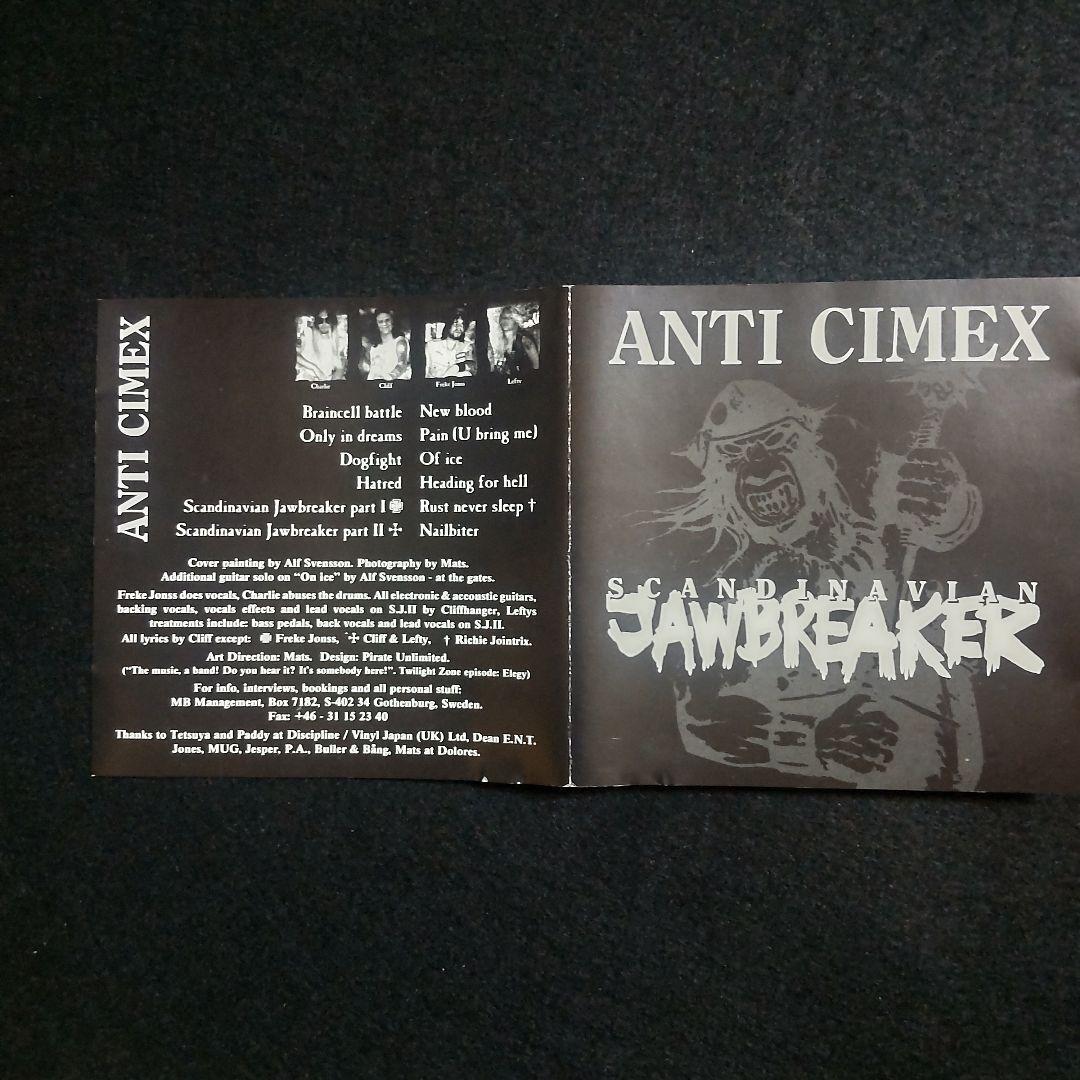 ANTI CIMEX
Charlie Cliff Freke Jonss Lefty
Braincell battle New blood
Only in dreams Pain (U bring me)
Dogfight Of ice
Hatred Heading for hell
Scandinavian Jawbreaker part I ✙ Rust never sleep †
Scandinavian Jawbreaker part II ☩ Nailbiter
Cover painting by Alf Svensson. Photography by Mats.
Additional guitar solo on “On ice” by Alf Svensson - at the gates.
Freke Jonss does vocals, Charlie abuses the drums. All electronic & accoustic guitars,
backing vocals, vocals effects and lead vocals on S.J.II by Cliffhanger, Leftys
treatments include: bass pedals, back vocals and lead vocals on S.J.II.
All lyrics by Cliff except: ✙ Freke Jonss, ☩ Cliff & Lefty, † Richie Jointrix.
Art Direction: Mats. Design: Pirate Unlimited.
(“The music, a band! Do you hear it? It's somebody here!”. Twilight Zone episode: Elegy)
For info, interviews, bookings and all personal stuff:
MB Management, Box 7182, S-402 34 Gothenburg, Sweden.
Fax: +46 - 31 15 23 40
Thanks to Tetsuya and Paddy at Discipline / Vinyl Japan (UK) Ltd, Dean E.N.T.
Jones, MUG, Jesper, P.A., Buller & Bång, Mats at Dolores.
ANTI CIMEX
SCANDINAVIAN
JAWBREAKER